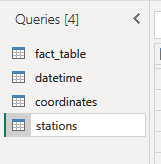 Queries [4]
fact_table
datetime
coordinates
stations